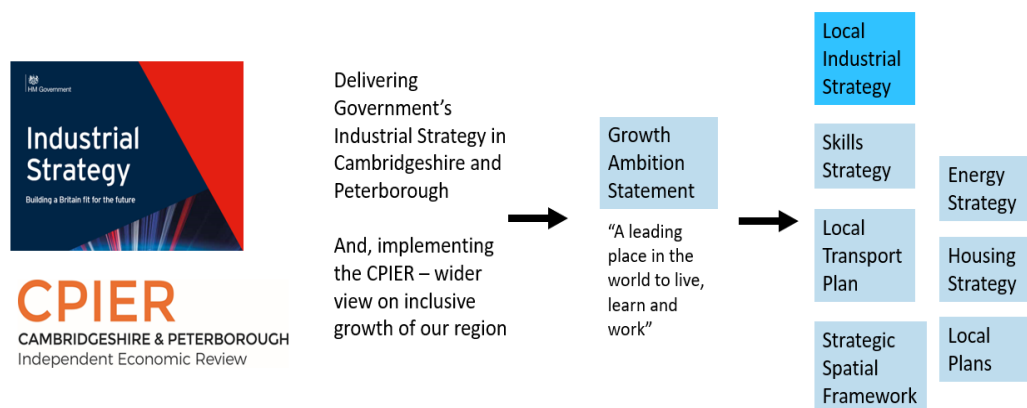 HM Government
Industrial
Strategy
Building a Britain fit for the future
CPIER
CAMBRIDGESHIRE & PETERBOROUGH
Independent Economic Review
Delivering
Government’s
Industrial Strategy in
Cambridgeshire and
Peterborough
And, implementing
the CPIER – wider
view on inclusive
growth of our region
Growth
Ambition
Statement
“A leading
place in the
world to live,
learn and
work”
Local
Industrial
Strategy
Skills
Strategy
Local
Transport
Plan
Strategic
Spatial
Framework
Energy
Strategy
Housing
Strategy
Local
Plans